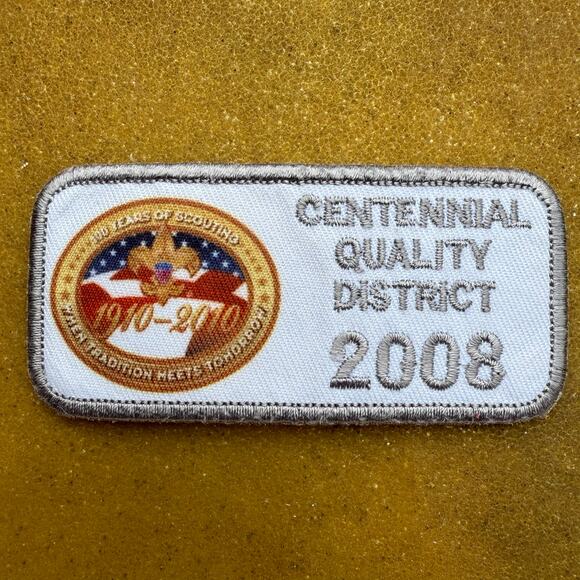 100 YEARS OF SCOUTING
1910-2010
WHEN TRADITION MEETS TOMORROW
CENTENNIAL
QUALITY
DISTRICT
2008